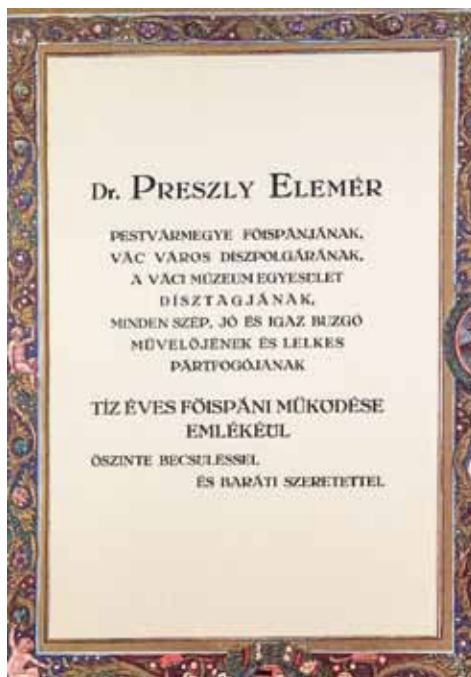 Dr. PRESZLY ELEMÉR
PESTVÁRMEGYE FŐISPÁNJÁNAK,
VÁC VÁROS DISZPOLGÁRÁNAK,
A VÁCI MÚZEUM EGYESÜLET
DÍSZTAGJÁNAK,
MINDEN SZÉP, JÓ ÉS IGAZ BUZGÓ
MŰVELŐJÉNEK ÉS LELKES
PÁRTFOGÓJÁNAK
TÍZ ÉVES FŐISPÁNI MŰKÖDÉSE
EMLÉKÉÜL
ŐSZINTE BECSÜLÉSSEL
ÉS BARÁTI SZERETETTEL